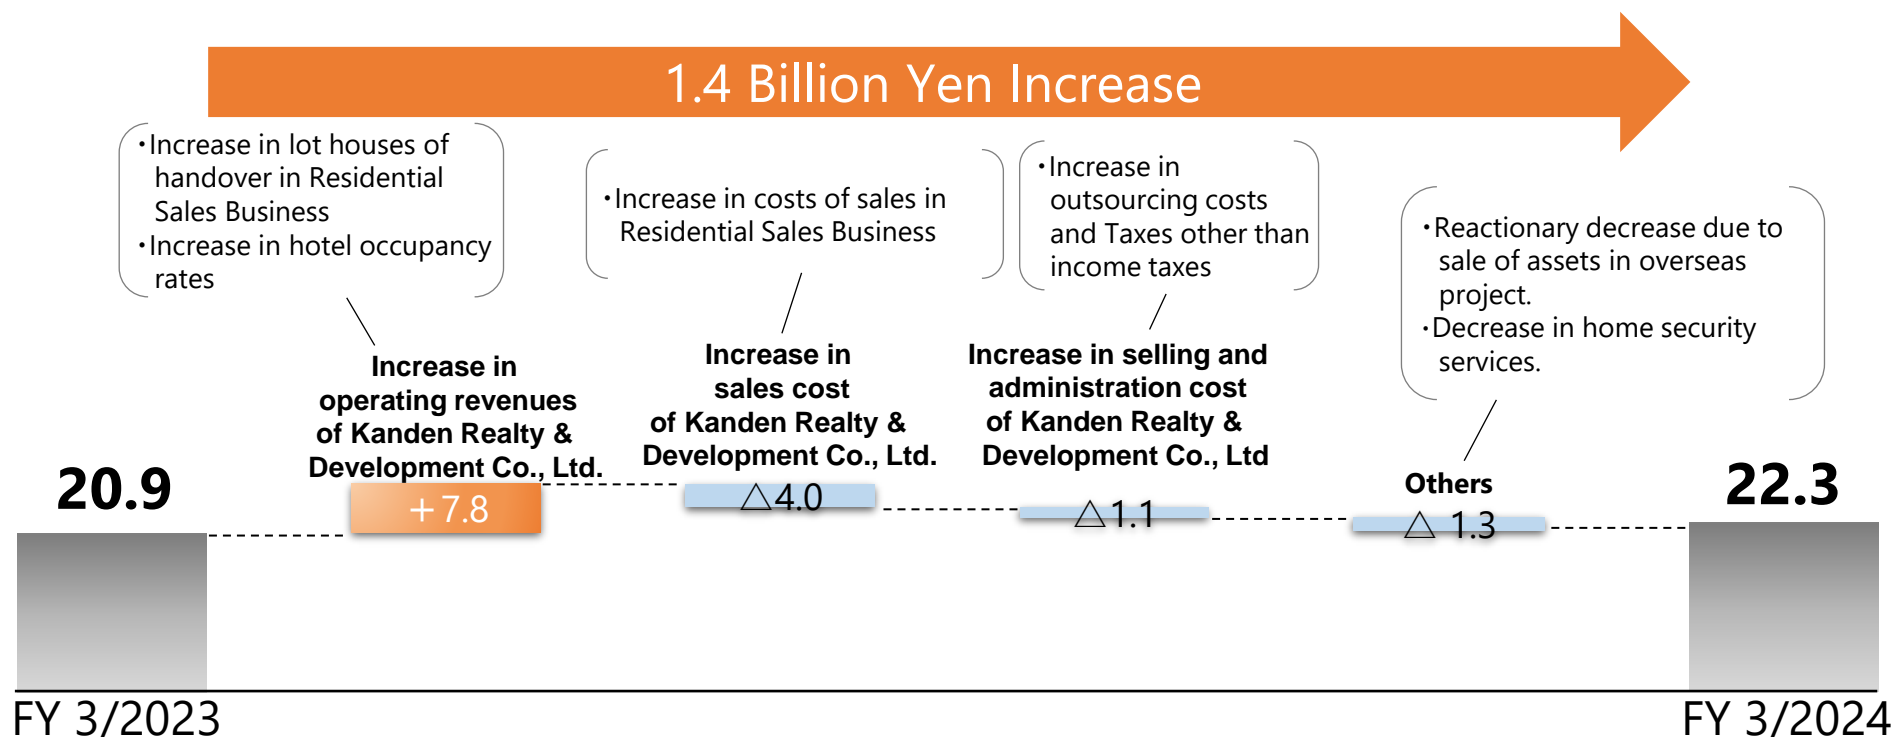 1.4 Billion Yen Increase
・Increase in lot houses of
handover in Residential
Sales Business
・Increase in hotel occupancy
rates
・Increase in costs of sales in
Residential Sales Business
・Increase in
outsourcing costs
and Taxes other than
income taxes
・Reactionary decrease due to
sale of assets in overseas
project.
・Decrease in home security
services.
Increase in
operating revenues
of Kanden Realty &
Development Co., Ltd.
Increase in
sales cost
of Kanden Realty &
Development Co., Ltd.
Increase in selling and
administration cost
of Kanden Realty &
Development Co., Ltd
Others
20.9
+7.8
△4.0
△1.1
△ 1.3
22.3
FY 3/2023
FY 3/2024